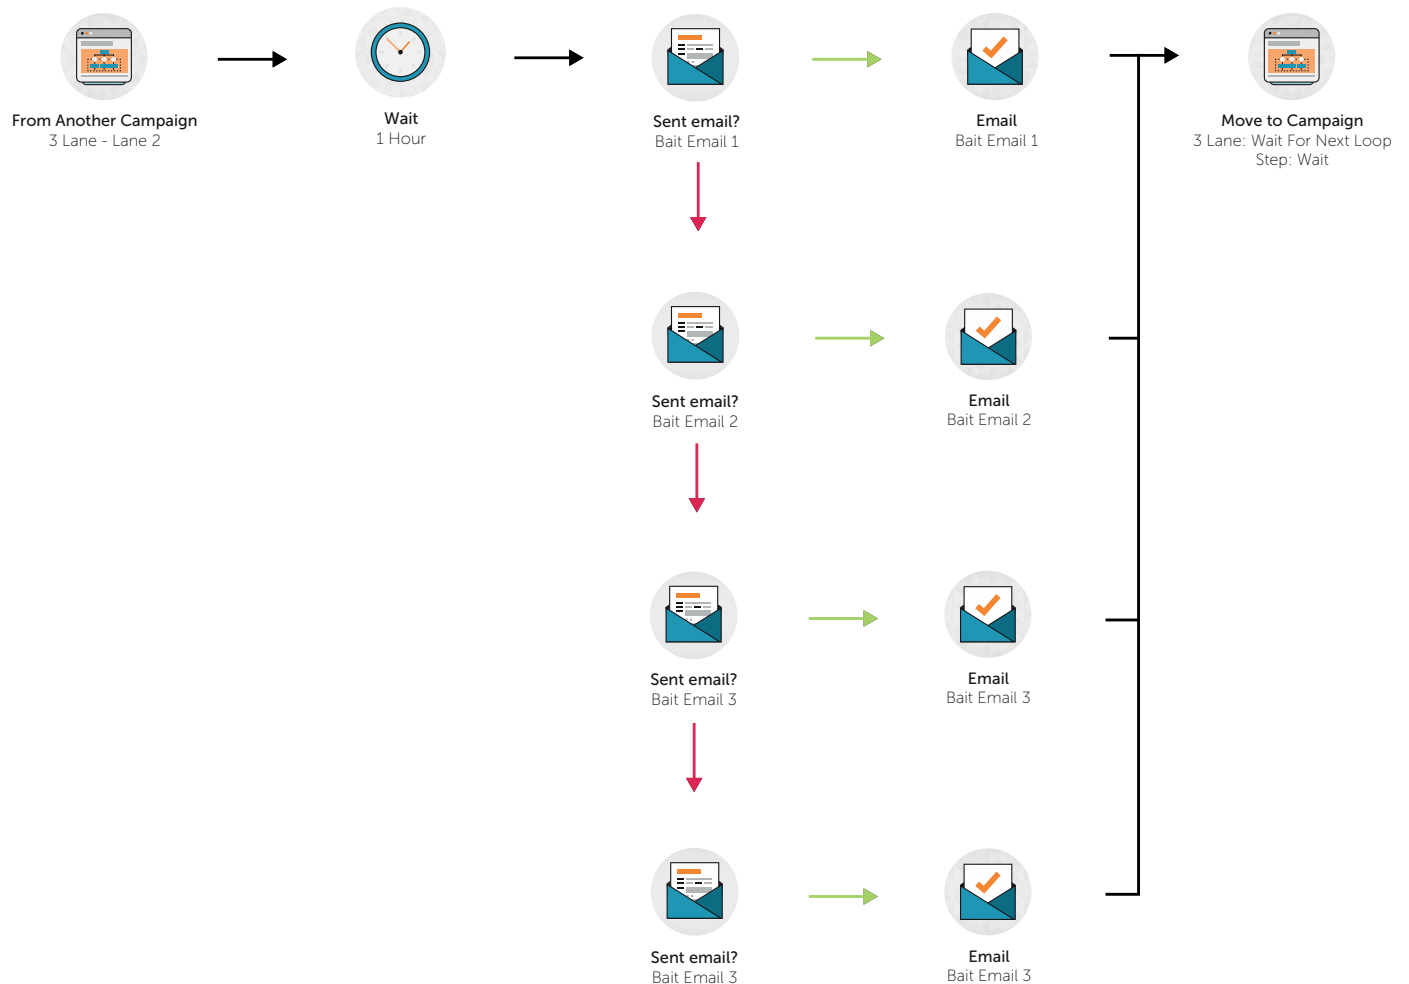 From Another Campaign
3 Lane - Lane 2
Wait
1 Hour
Sent email?
Bait Email 1
Email
Bait Email 1
Move to Campaign
3 Lane: Wait For Next Loop
Step: Wait
Sent email?
Bait Email 2
Email
Bait Email 2
Sent email?
Bait Email 3
Email
Bait Email 3
Sent email?
Bait Email 3
Email
Bait Email 3